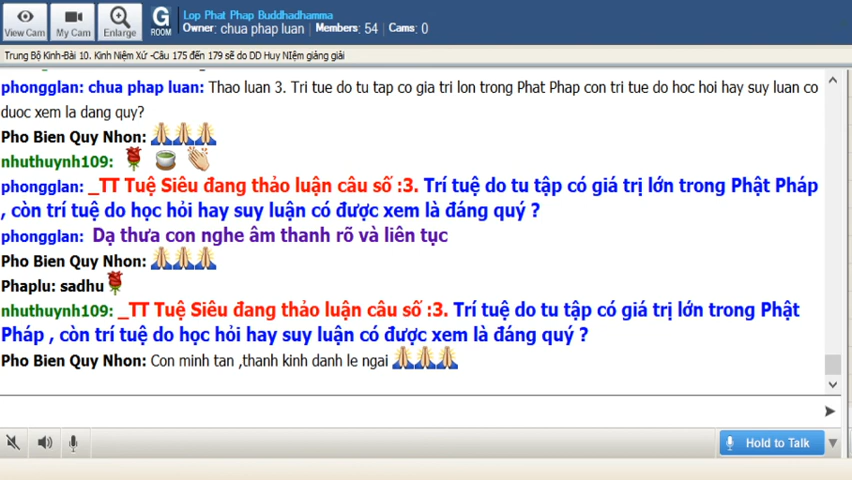 View Cam
My Cam
Enlarge
G
ROOM
Lop Phat Phap Buddhadhamma
Owner: chua phap luan Members: 54 Cams: 0
Trung Bộ Kinh-Bài 10. Kinh Niệm Xứ -Câu 175 đến 179 sẽ do DD Huy NIệm giảng giải
phongglan: chua phap luan: Thao luan 3. Tri tue do tu tap co gia tri lon trong Phat Phap con tri tue do hoc hoi hay suy luan co
duoc xem la dang quy?
Pho Bien Quy Nhon:
nhuthuynh109:
phongglan: _TT Tuệ Siêu đang thảo luận câu số :3. Trí tuệ do tu tập có giá trị lớn trong Phật Pháp
, còn trí tuệ do học hỏi hay suy luận có được xem là đáng quý ?
phongglan: Dạ thưa con nghe âm thanh rõ và liên tục
Pho Bien Quy Nhon:
Phaplu: sadhu
nhuthuynh109: _TT Tuệ Siêu đang thảo luận câu số :3. Trí tuệ do tu tập có giá trị lớn trong Phật
Pháp , còn trí tuệ do học hỏi hay suy luận có được xem là đáng quý ?
Pho Bien Quy Nhon: Con minh tan ,thanh kinh danh le ngai
Hold to Talk